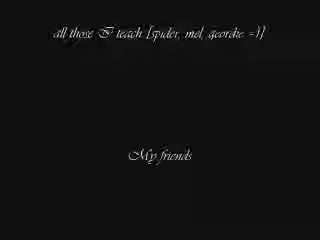 all those I teach [spider, mel, geordie =)]
My friends